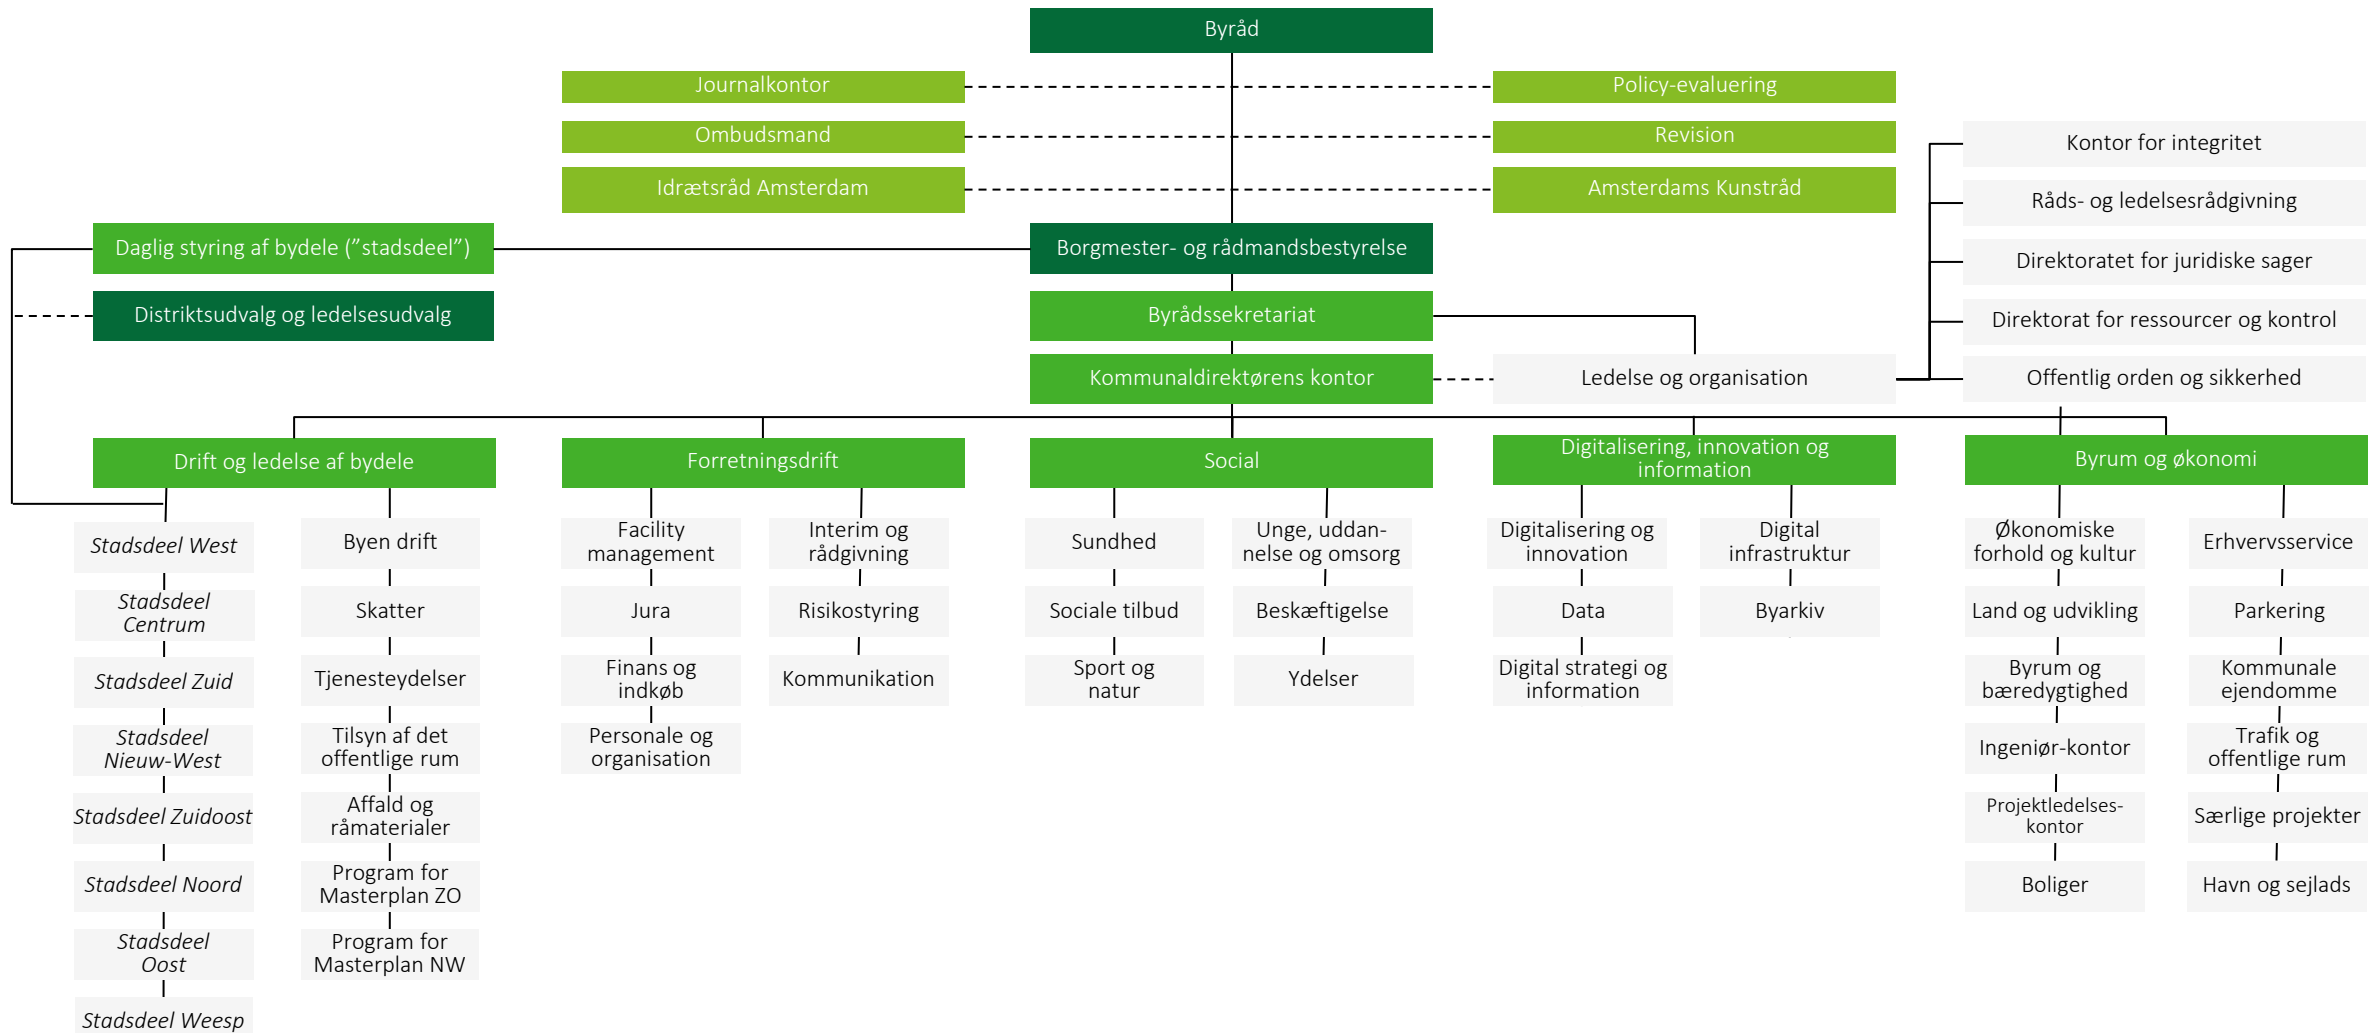 Byråd
Journalkontor
Policy-evaluering
Ombudsmand
Revision
Idrætsråd Amsterdam
Amsterdams Kunstråd
Kontor for integritet
Råds- og ledelsesrådgivning
Direktoratet for juridiske sager
Direktorat for ressourcer og kontrol
Offentlig orden og sikkerhed
Daglig styring af bydele (”stadsdeel”)
Borgmester- og rådmandsbestyrelse
Distriktsudvalg og ledelsesudvalg
Byrådssekretariat
Kommunaldirektørens kontor
Ledelse og organisation
Drift og ledelse af bydele
Stadsdeel West
Stadsdeel
Centrum
Stadsdeel Zuid
Stadsdeel
Nieuw-West
Stadsdeel Zuidoost
Stadsdeel Noord
Stadsdeel
Oost
Stadsdeel Weesp
Byen drift
Skatter
Tjenesteydelser
Tilsyn af det
offentlige rum
Affald og
råmaterialer
Program for
Masterplan ZO
Program for
Masterplan NW
Forretningsdrift
Facility
management
Jura
Finans og
indkøb
Personale og
organisation
Interim og
rådgivning
Risikostyring
Kommunikation
Social
Sundhed
Sociale tilbud
Sport og
natur
Unge, uddan-
nelse og omsorg
Beskæftigelse
Ydelser
Digitalisering, innovation og
information
Digitalisering og
innovation
Data
Digital strategi og
information
Digital
infrastruktur
Byarkiv
Byrum og økonomi
Økonomiske
forhold og kultur
Land og udvikling
Byrum og
bæredygtighed
Ingeniør-kontor
Projektledelses-
kontor
Boliger
Erhvervsservice
Parkering
Kommunale
ejendomme
Trafik og
offentlige rum
Særlige projekter
Havn og sejlads